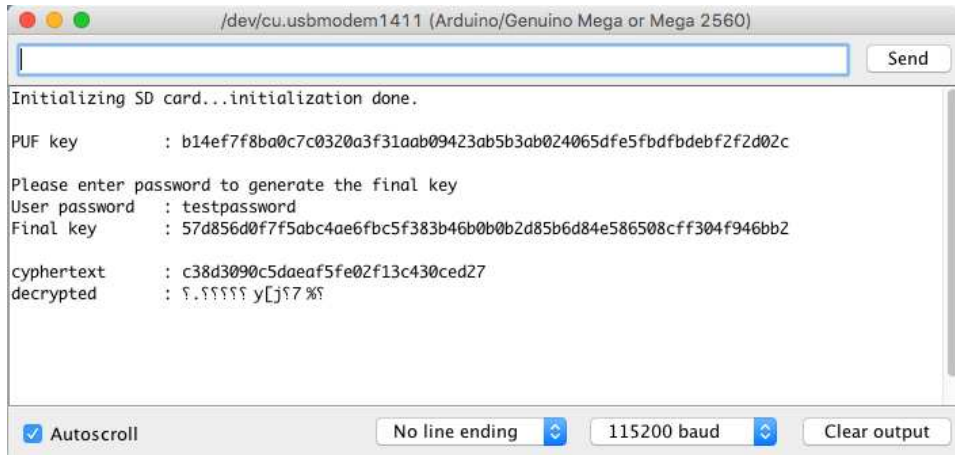 /dev/cu.usbmodem1411 (Arduino/Genuino Mega or Mega 2560)
Send
Initializing SD card...initialization done.
PUF key : b14ef7f8ba0c7c0320a3f31aab09423ab5b3ab024065dfe5fbdfbdebf2f2d02c
Please enter password to generate the final key
User password : testpassword
Final key : 57d856d0f7f5abc4ae6fbc5f383b46b0b0b2d85b6d84e586508cff304f946bb2
cyphertext : c38d3090c5daeaf5fe02f13c430ced27
decrypted : ⸮.⸮⸮⸮⸮⸮ y[j⸮7 %⸮
Autoscroll
No line ending
115200 baud
Clear output